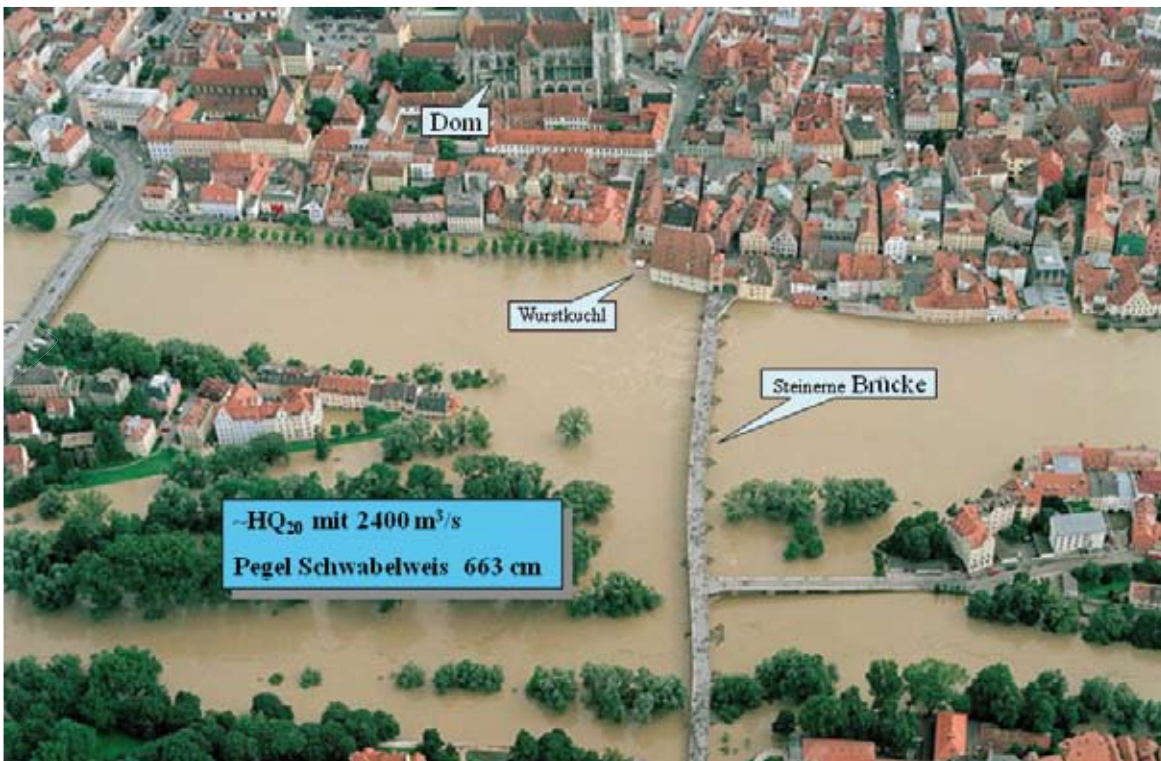 Dom
Wurstkuchl
Steinerne Brücke
~HQ20 mit 2400 m³/s
Pegel Schwabelweis 663 cm